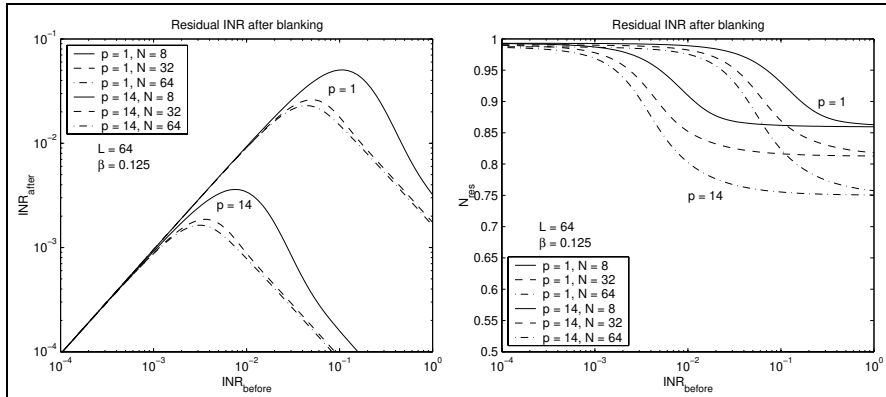 Residual INR after blanking
10^-1
10^-2
10^-3
10^-4
INR_after
p = 1, N = 8
p = 1, N = 32
p = 1, N = 64
p = 14, N = 8
p = 14, N = 32
p = 14, N = 64
L = 64
β = 0.125
p = 1
p = 14
10^-4
10^-3
10^-2
10^-1
10^0
INR_before
Residual INR after blanking
1
0.95
0.9
0.85
0.8
0.75
0.7
0.65
0.6
0.55
0.5
N_res
p = 1
p = 14
L = 64
β = 0.125
p = 1, N = 8
p = 1, N = 32
p = 1, N = 64
p = 14, N = 8
p = 14, N = 32
p = 14, N = 64
10^-4
10^-3
10^-2
10^-1
10^0
INR_before